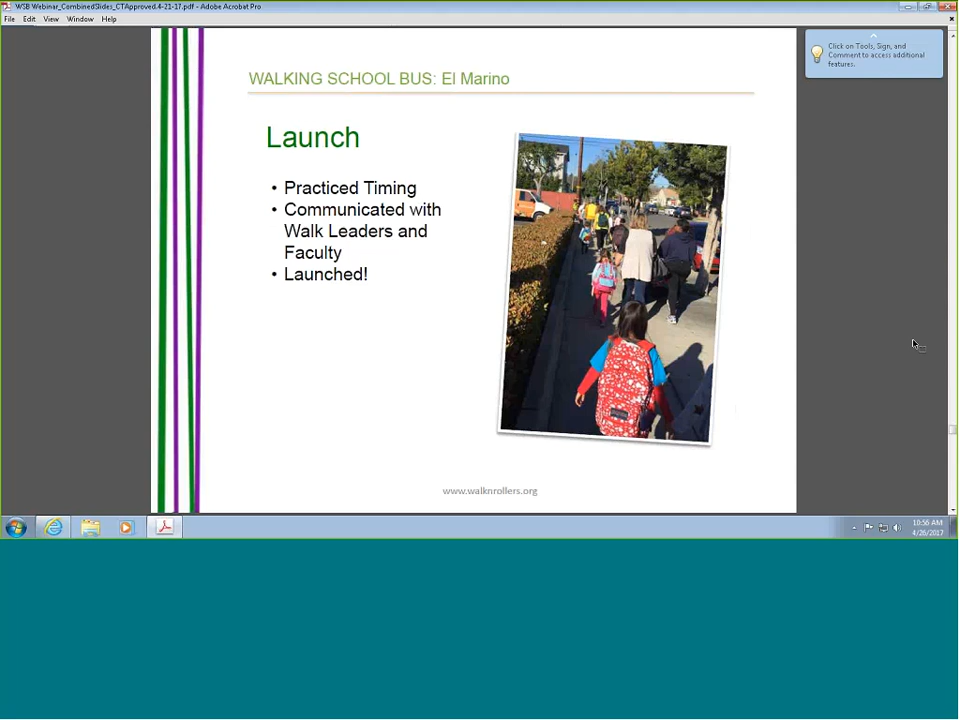 WSB Webinar_CombinedSlides_CTApproved.4-21-17.pdf - Adobe Acrobat Pro
File Edit View Window Help
Click on Tools, Sign, and
Comment to access additional
features.
WALKING SCHOOL BUS: El Marino
Launch
• Practiced Timing
• Communicated with
Walk Leaders and
Faculty
• Launched!
www.walknrollers.org
10:56 AM
4/26/2017